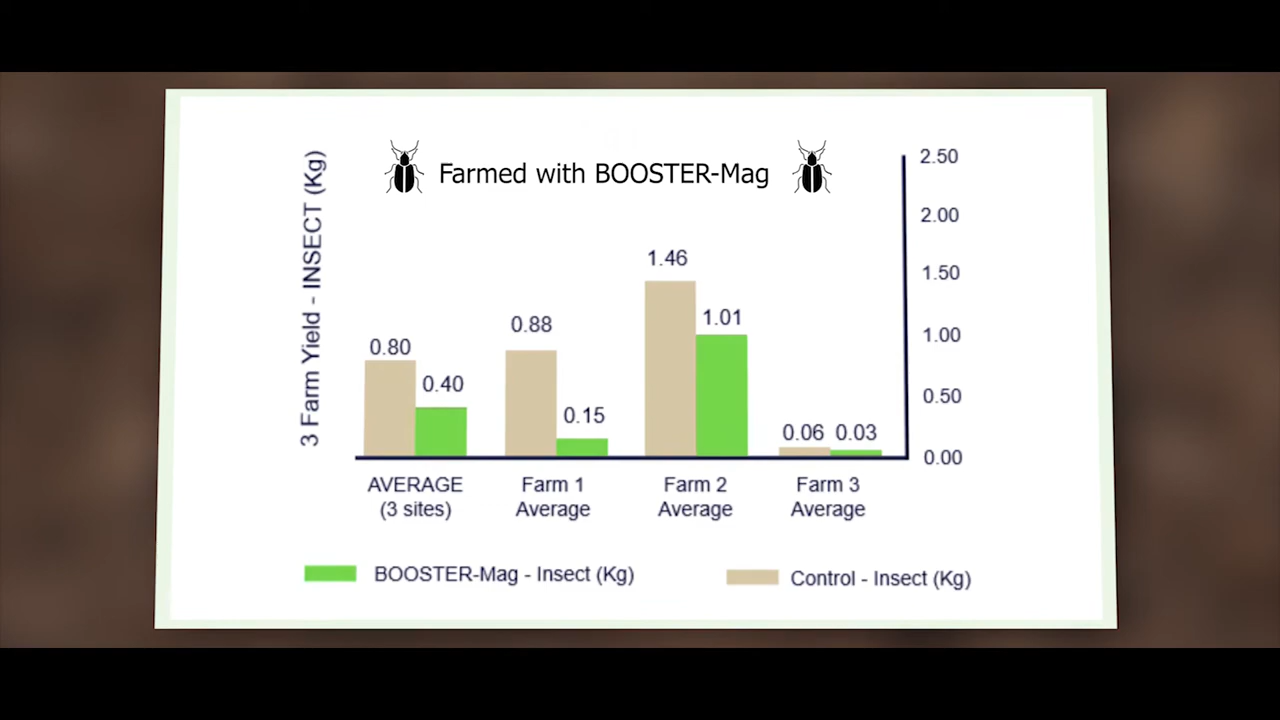 Farmed with BOOSTER-Mag
3 Farm Yield - INSECT (Kg)
2.50
2.00
1.50
1.00
0.50
0.00
0.80
0.40
0.88
0.15
1.46
1.01
0.06
0.03
AVERAGE
(3 sites)
Farm 1
Average
Farm 2
Average
Farm 3
Average
BOOSTER-Mag - Insect (Kg)
Control - Insect (Kg)